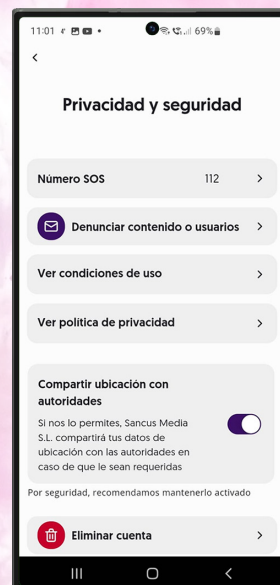 11:01
69%
Privacidad y seguridad
Número SOS 112
Denunciar contenido o usuarios
Ver condiciones de uso
Ver política de privacidad
Compartir ubicación con
autoridades
Si nos lo permites, Sancus Media
S.L. compartirá tus datos de
ubicación con las autoridades en
caso de que le sean requeridas
Por seguridad, recomendamos mantenerlo activado
Eliminar cuenta